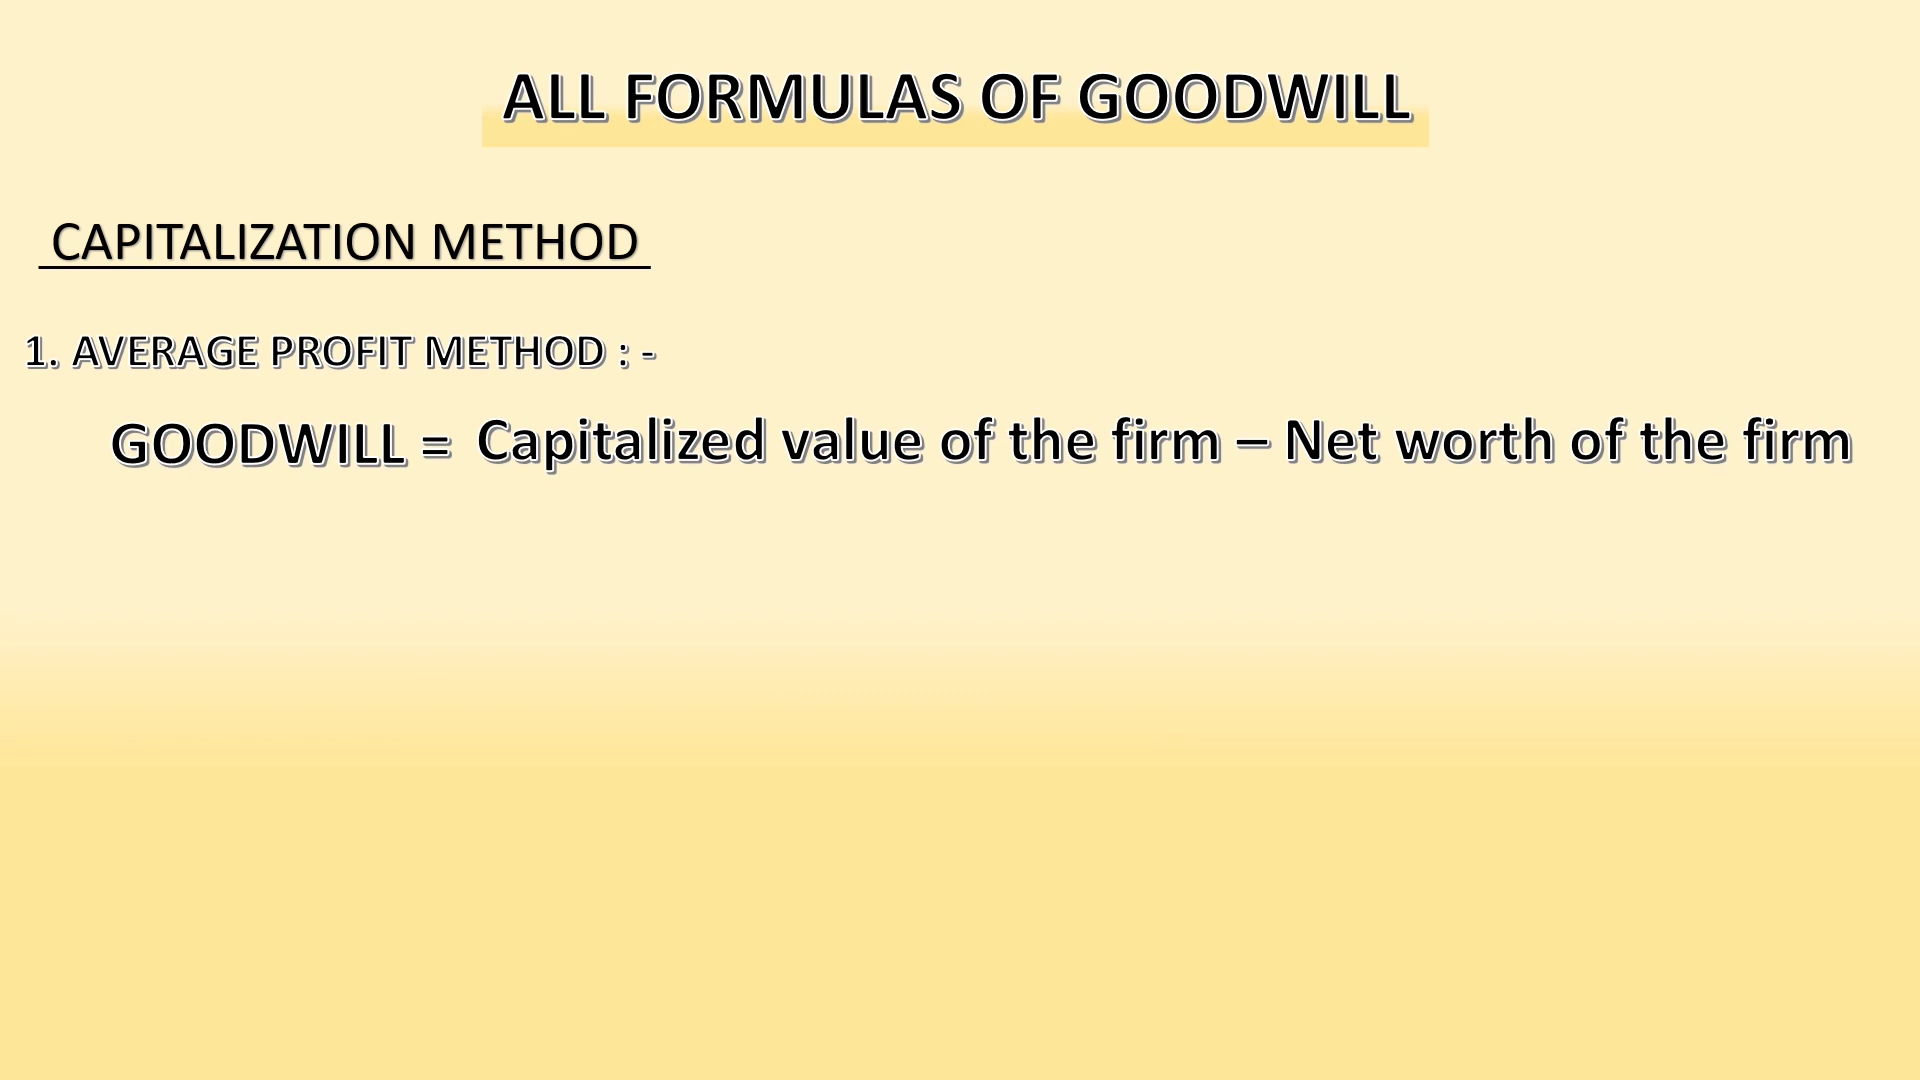 ALL FORMULAS OF GOODWILL
CAPITALIZATION METHOD
1. AVERAGE PROFIT METHOD : -
GOODWILL = Capitalized value of the firm – Net worth of the firm